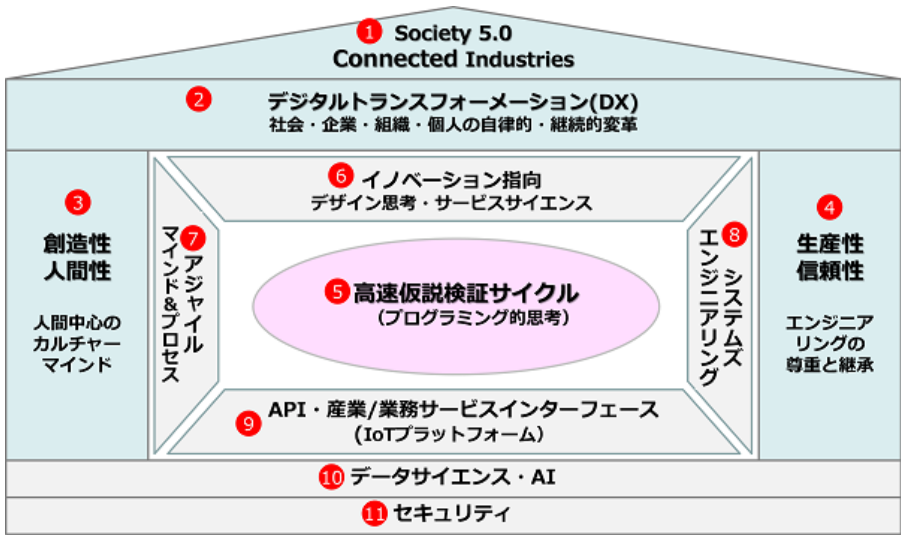 1 Society 5.0
Connected Industries
2 デジタルトランスフォーメーション(DX)
社会・企業・組織・個人の自律的・継続的変革
3
創造性
人間性
人間中心の
カルチャー
マインド
4
生産性
信頼性
エンジニア
リングの
尊重と継承
6 イノベーション指向
デザイン思考・サービスサイエンス
7 アジャイル
マインド&プロセス
5 高速仮説検証サイクル
(プログラミング的思考)
8 システムズ
エンジニアリング
9 API・産業/業務サービスインターフェース
(IoTプラットフォーム)
10 データサイエンス・AI
11 セキュリティ